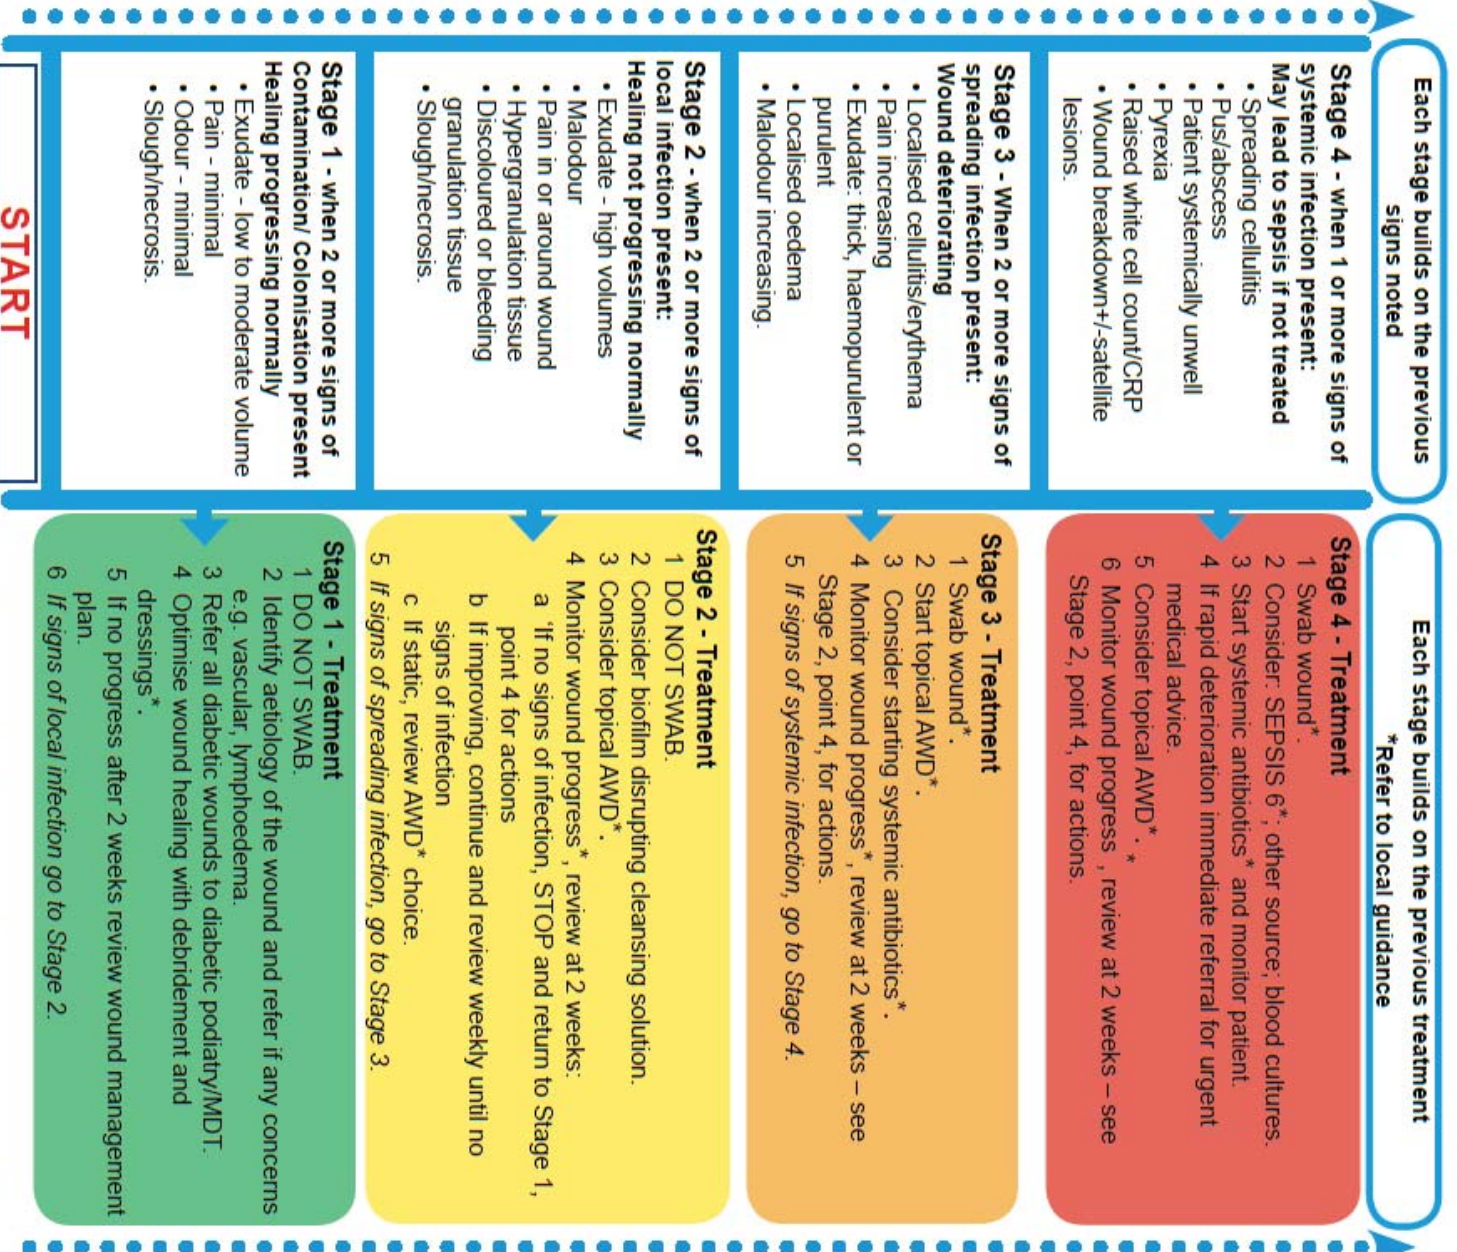 Each stage builds on the previous
signs noted
Each stage builds on the previous treatment
*Refer to local guidance
Stage 4 - when 1 or more signs of
systemic infection present:
May lead to sepsis if not treated
• Spreading cellulitis
• Pus/abscess
• Patient systemically unwell
• Pyrexia
• Raised white cell count/CRP
• Wound breakdown+/-satellite
lesions.
Stage 4 - Treatment
1 Swab wound*.
2 Consider: SEPSIS 6*; other source; blood cultures.
3 Start systemic antibiotics* and monitor patient.
4 If rapid deterioration immediate referral for urgent
medical advice.
5 Consider topical AWD*.
6 Monitor wound progress*, review at 2 weeks – see
Stage 2, point 4, for actions.
Stage 3 - When 2 or more signs of
spreading infection present:
Wound deteriorating
• Localised cellulitis/erythema
• Pain increasing
• Exudate: thick, haemopurulent or
purulent
• Localised oedema
• Malodour increasing.
Stage 3 - Treatment
1 Swab wound*.
2 Start topical AWD*.
3 Consider starting systemic antibiotics*.
4 Monitor wound progress*, review at 2 weeks – see
Stage 2, point 4, for actions.
5 If signs of systemic infection, go to Stage 4.
Stage 2 - when 2 or more signs of
local infection present:
Healing not progressing normally
• Exudate - high volumes
• Malodour
• Pain in or around wound
• Hypergranulation tissue
• Discoloured or bleeding
granulation tissue
• Slough/necrosis.
Stage 2 - Treatment
1 DO NOT SWAB.
2 Consider biofilm disrupting cleansing solution.
3 Consider topical AWD*.
4 Monitor wound progress*, review at 2 weeks:
a 'If no signs of infection, STOP and return to Stage 1,
point 4 for actions
b If improving, continue and review weekly until no
signs of infection
c If static, review AWD* choice.
5 If signs of spreading infection, go to Stage 3.
Stage 1 - when 2 or more signs of
Contamination/ Colonisation present
Healing progressing normally
• Exudate - low to moderate volume
• Pain - minimal
• Odour - minimal
• Slough/necrosis.
Stage 1 - Treatment
1 DO NOT SWAB.
2 Identify aetiology of the wound and refer if any concerns
e.g. vascular, lymphoedema.
3 Refer all diabetic wounds to diabetic podiatry/MDT.
4 Optimise wound healing with debridement and
dressings*.
5 If no progress after 2 weeks review wound management
plan.
6 If signs of local infection go to Stage 2.
START